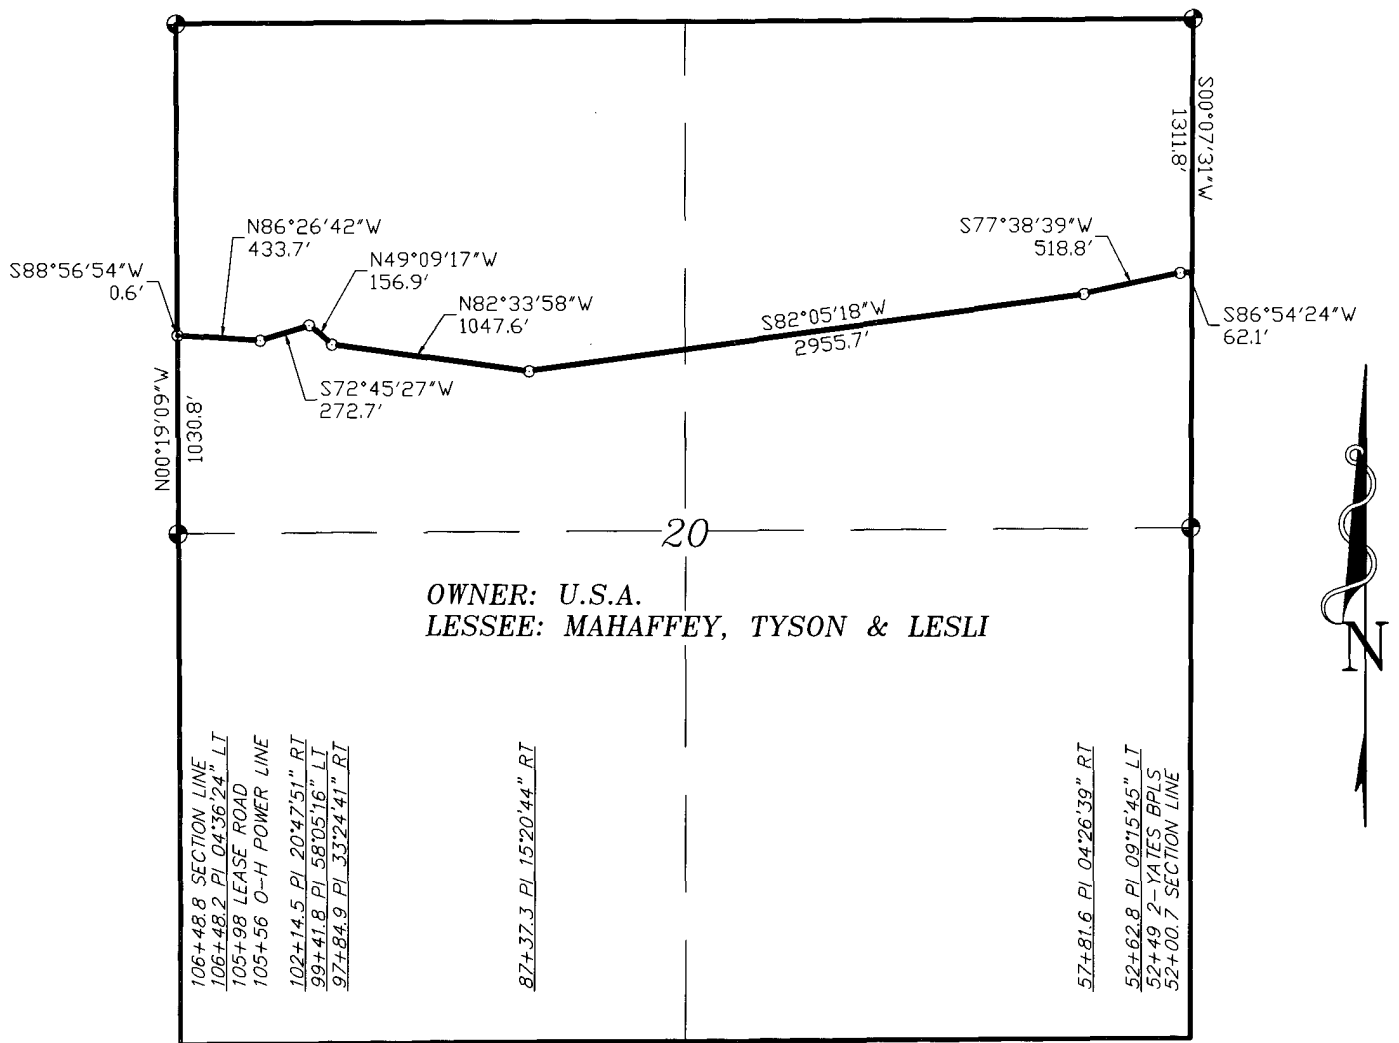 S00°07'31"W
1311.8'
N86°26'42"W
433.7'
N49°09'17"W
156.9'
S77°38'39"W
518.8'
S88°56'54"W
0.6'
N82°33'58"W
1047.6'
S82°05'18"W
2955.7'
S86°54'24"W
62.1'
S72°45'27"W
272.7'
N00°19'09"W
1030.8'
20
OWNER: U.S.A.
LESSEE: MAHAFFEY, TYSON & LESLI
N
106+48.8 SECTION LINE
106+48.2 PI 04°36'24" LT
105+98 LEASE ROAD
105+56 O-H POWER LINE
102+14.5 PI 20°47'51" RT
99+41.8 PI 58°05'16" LT
97+84.9 PI 33°24'41" RT
87+37.3 PI 15°20'44" RT
57+81.6 PI 04°26'39" RT
52+62.8 PI 09°15'45" LT
52+49 2-YATES BPLS
52+00.7 SECTION LINE